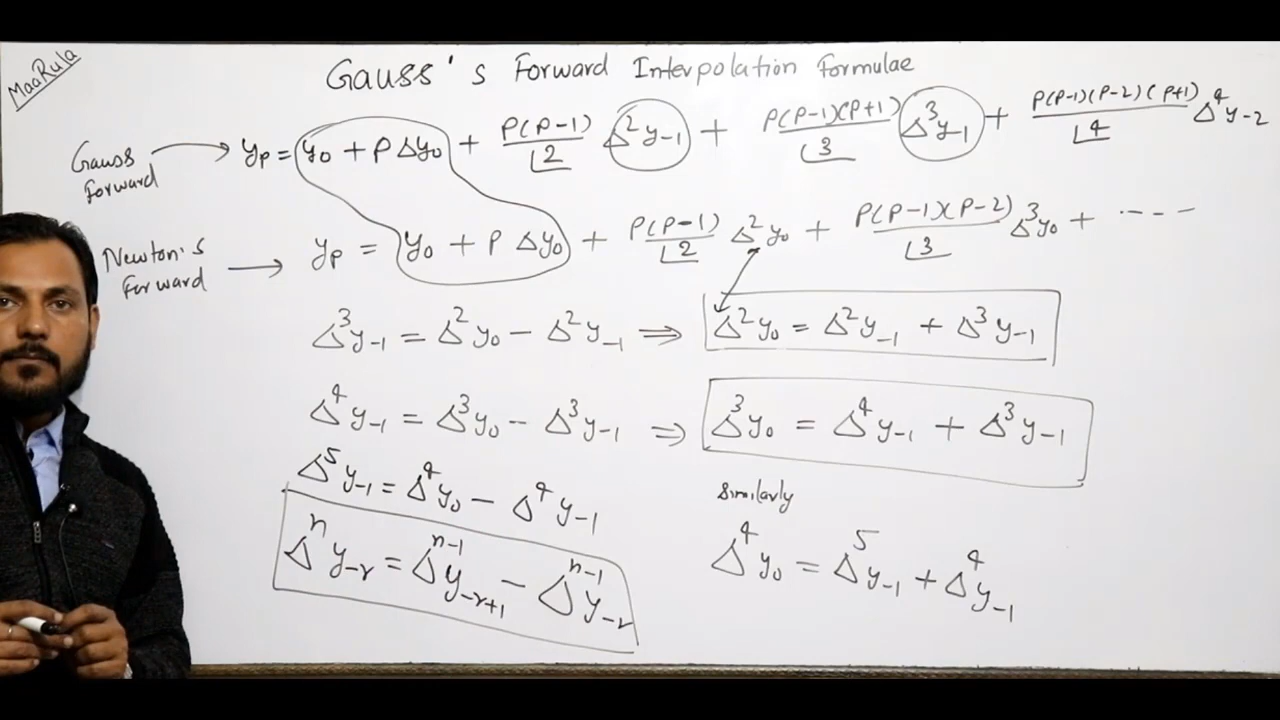 MaaRula
Gauss's Forward Interpolation Formulae
Gauss Forward → yₚ = y₀ + PΔy₀ + P(P-1)/⌊2 Δ²y₋₁ + P(P-1)(P+1)/⌊3 Δ³y₋₁ + P(P-1)(P-2)(P+1)/⌊4 Δ⁴y₋₂
Newton's Forward → yₚ = y₀ + P Δy₀ + P(P-1)/⌊2 Δ²y₀ + P(P-1)(P-2)/⌊3 Δ³y₀ + ----
Δ³y₋₁ = Δ²y₀ - Δ²y₋₁ ⇒ Δ²y₀ = Δ²y₋₁ + Δ³y₋₁
Δ⁴y₋₁ = Δ³y₀ - Δ³y₋₁ ⇒ Δ³y₀ = Δ⁴y₋₁ + Δ³y₋₁
Δ⁵y₋₁ = Δ⁴y₀ - Δ⁴y₋₁
Δⁿy₋ᵣ = Δⁿ⁻¹y₋ᵣ₊₁ - Δⁿ⁻¹y₋ᵣ
Similarly
Δ⁴y₀ = Δ⁵y₋₁ + Δ⁴y₋₁